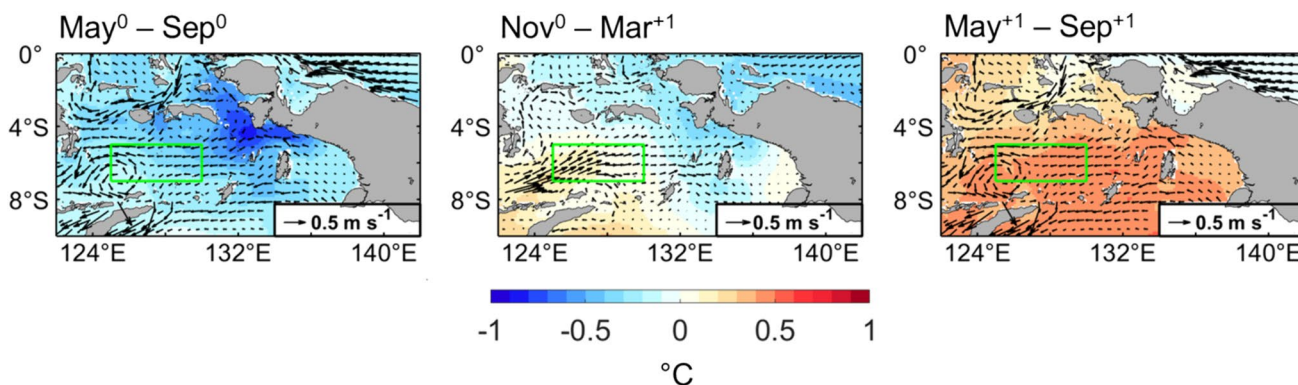 May⁰ – Sep⁰
Nov⁰ – Mar⁺¹
May⁺¹ – Sep⁺¹
0°
4°S
8°S
0.5 m s⁻¹
124°E 132°E 140°E
0°
4°S
8°S
0.5 m s⁻¹
124°E 132°E 140°E
0°
4°S
8°S
0.5 m s⁻¹
124°E 132°E 140°E
-1 -0.5 0 0.5 1
°C